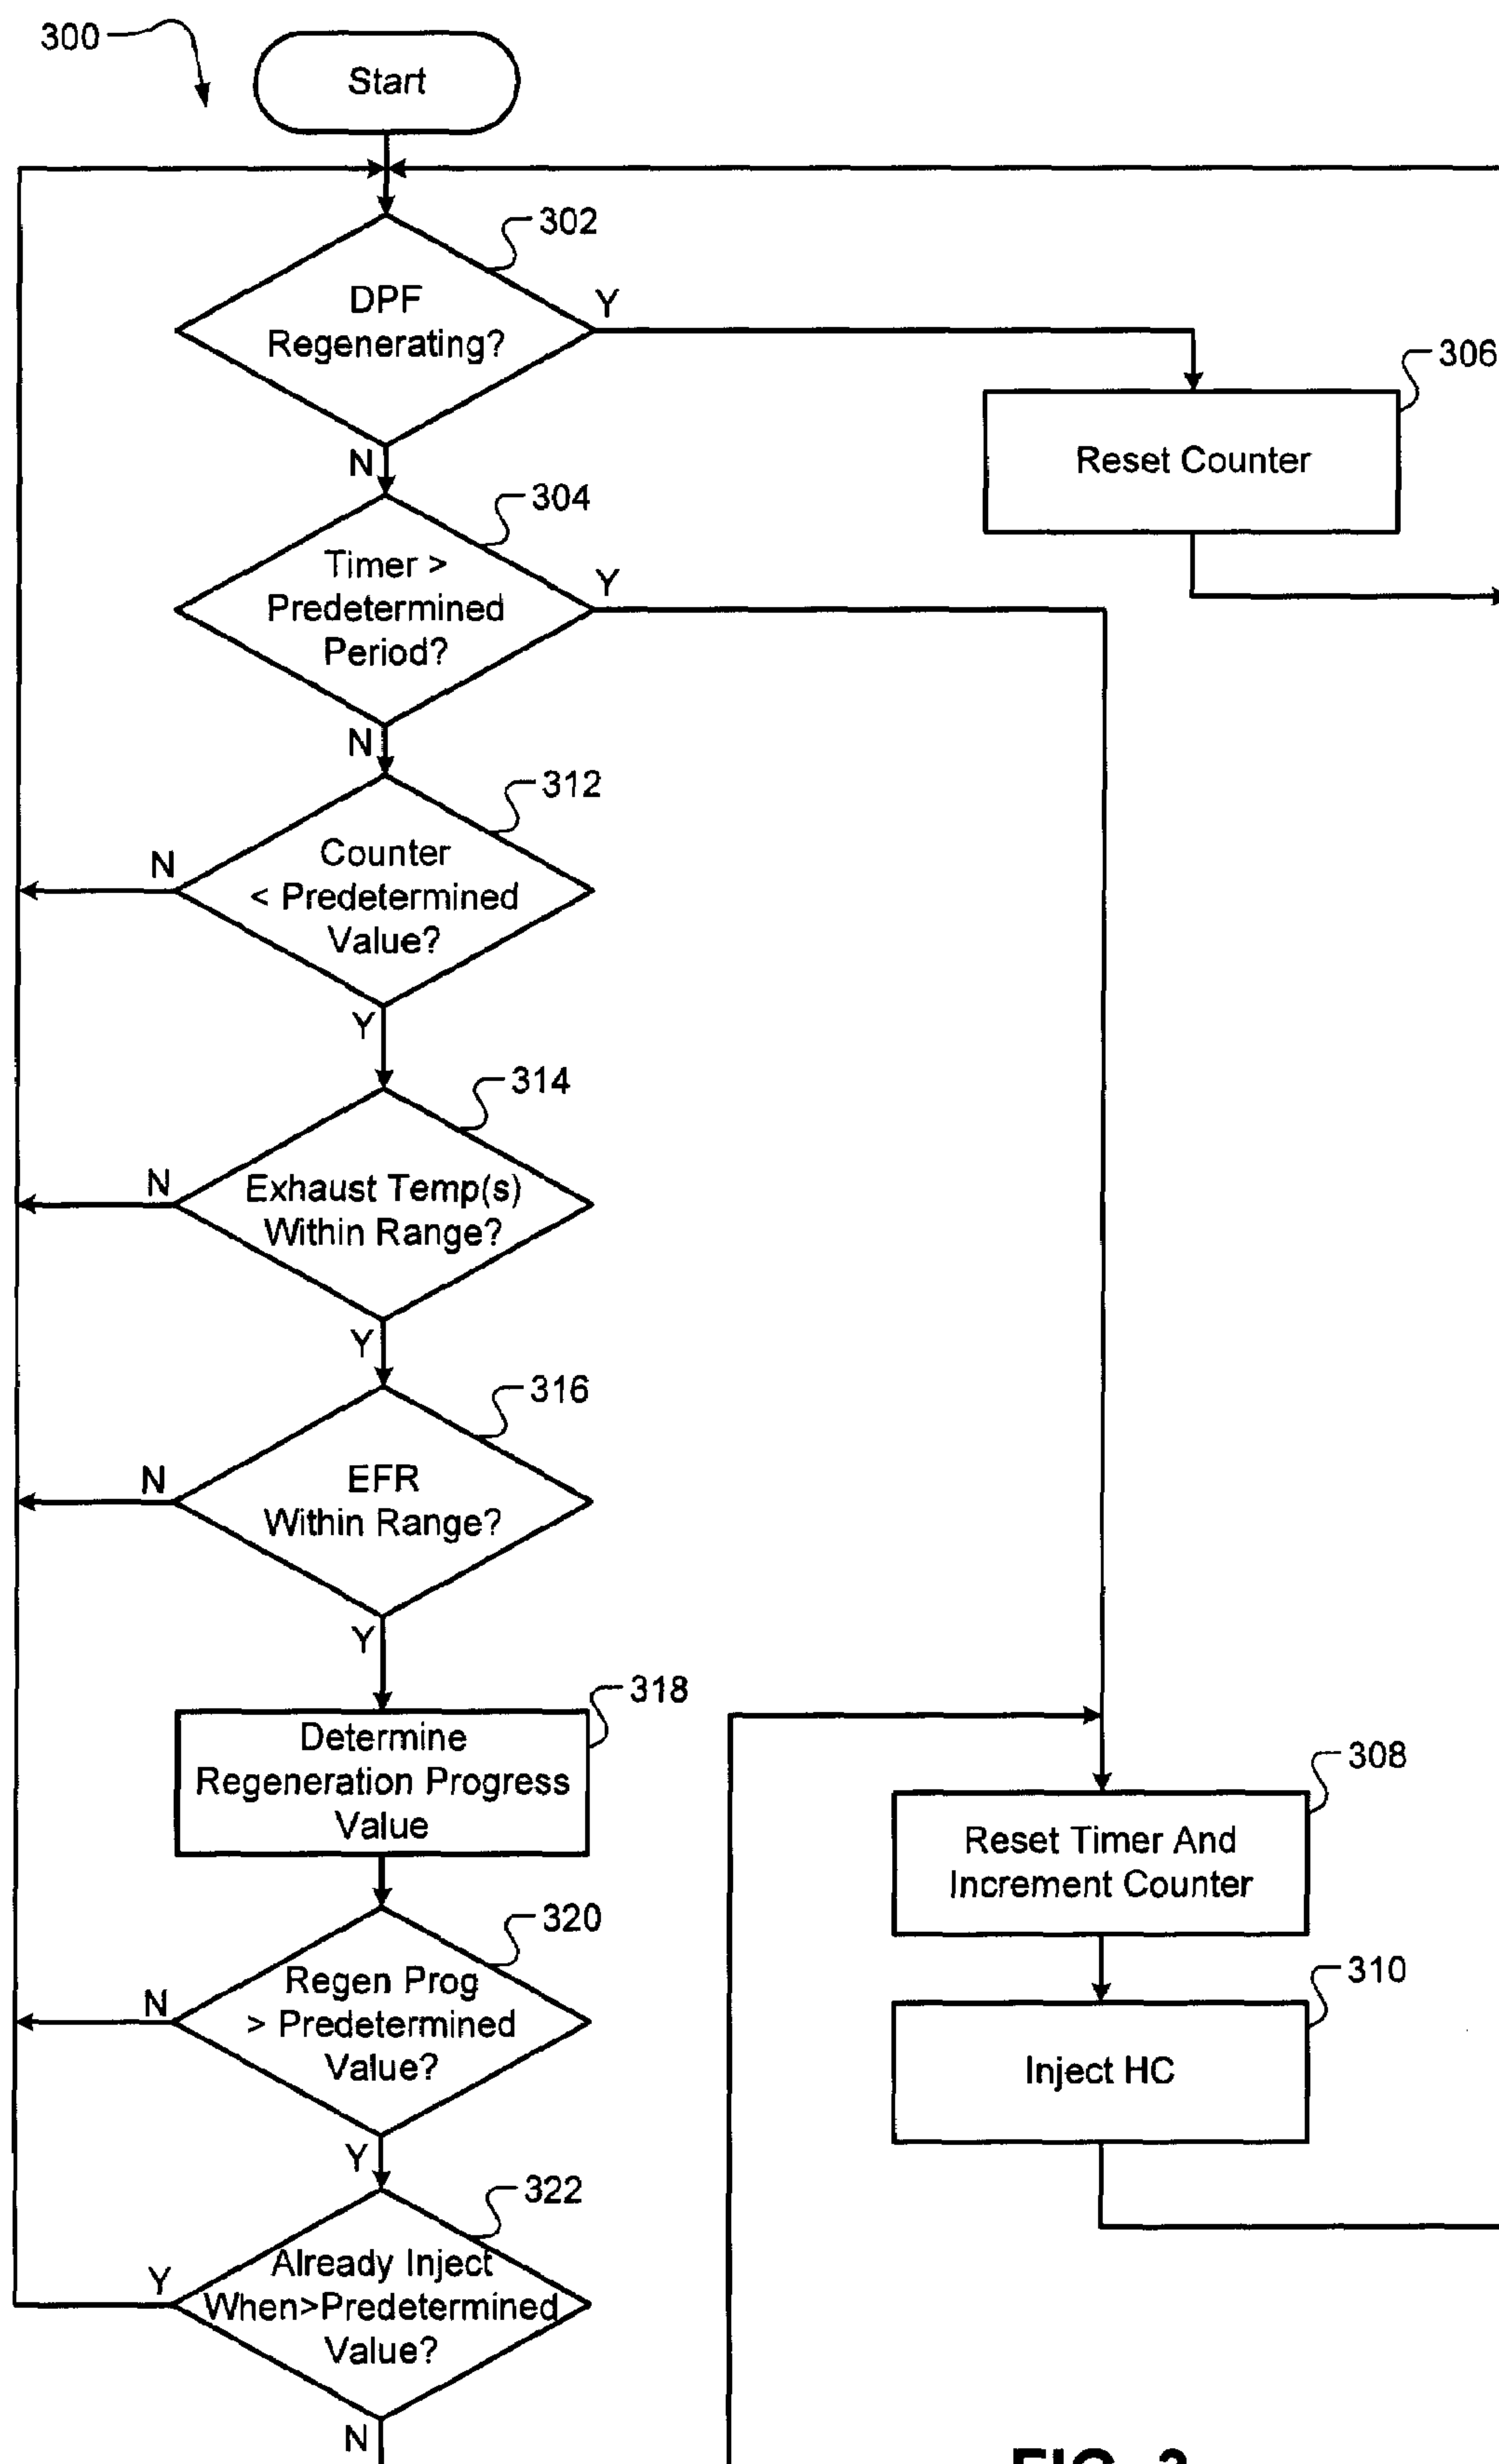 300
Start
302
DPF
Regenerating?
Y
N
306
Reset Counter
304
Timer >
Predetermined
Period?
Y
N
312
Counter
< Predetermined
Value?
N
Y
314
Exhaust Temp(s)
Within Range?
N
Y
316
EFR
Within Range?
N
Y
318
Determine
Regeneration Progress
Value
308
Reset Timer And
Increment Counter
320
Regen Prog
> Predetermined
Value?
N
Y
310
Inject HC
322
Already Inject
When>Predetermined
Value?
Y
N
FIG. 3